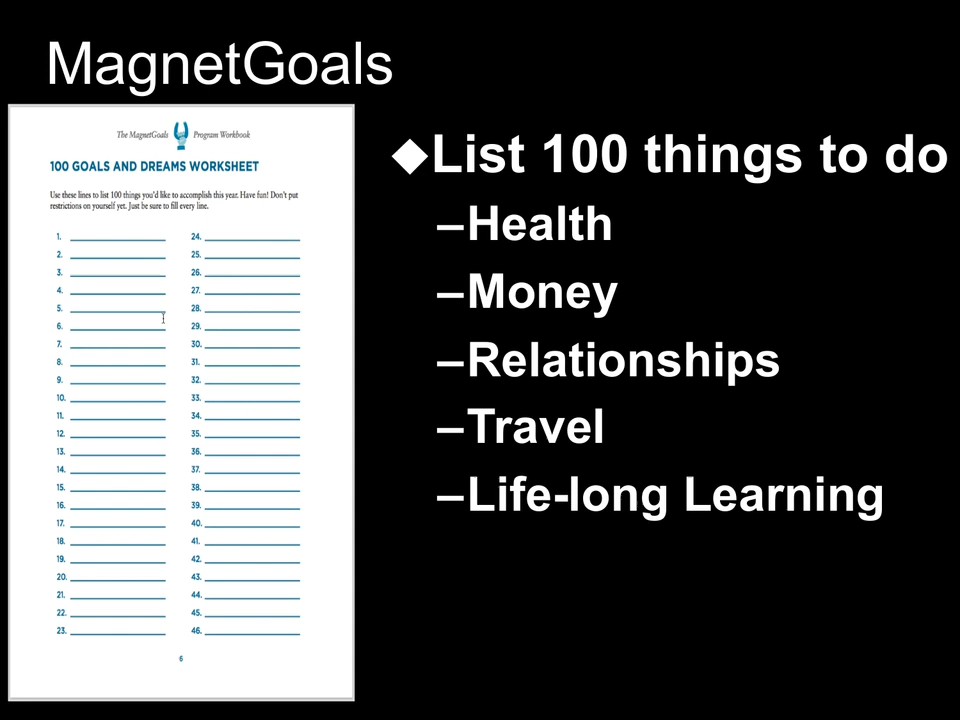 MagnetGoals
The MagnetGoals Program Workbook
100 GOALS AND DREAMS WORKSHEET
Use these lines to list 100 things you'd like to accomplish this year. Have fun! Don't put
restrictions on yourself yet. Just be sure to fill every line.
1. 24.
2. 25.
3. 26.
4. 27.
5. 28.
6. 29.
7. 30.
8. 31.
9. 32.
10. 33.
11. 34.
12. 35.
13. 36.
14. 37.
15. 38.
16. 39.
17. 40.
18. 41.
19. 42.
20. 43.
21. 44.
22. 45.
23. 46.
6
◆List 100 things to do
–Health
–Money
–Relationships
–Travel
–Life-long Learning